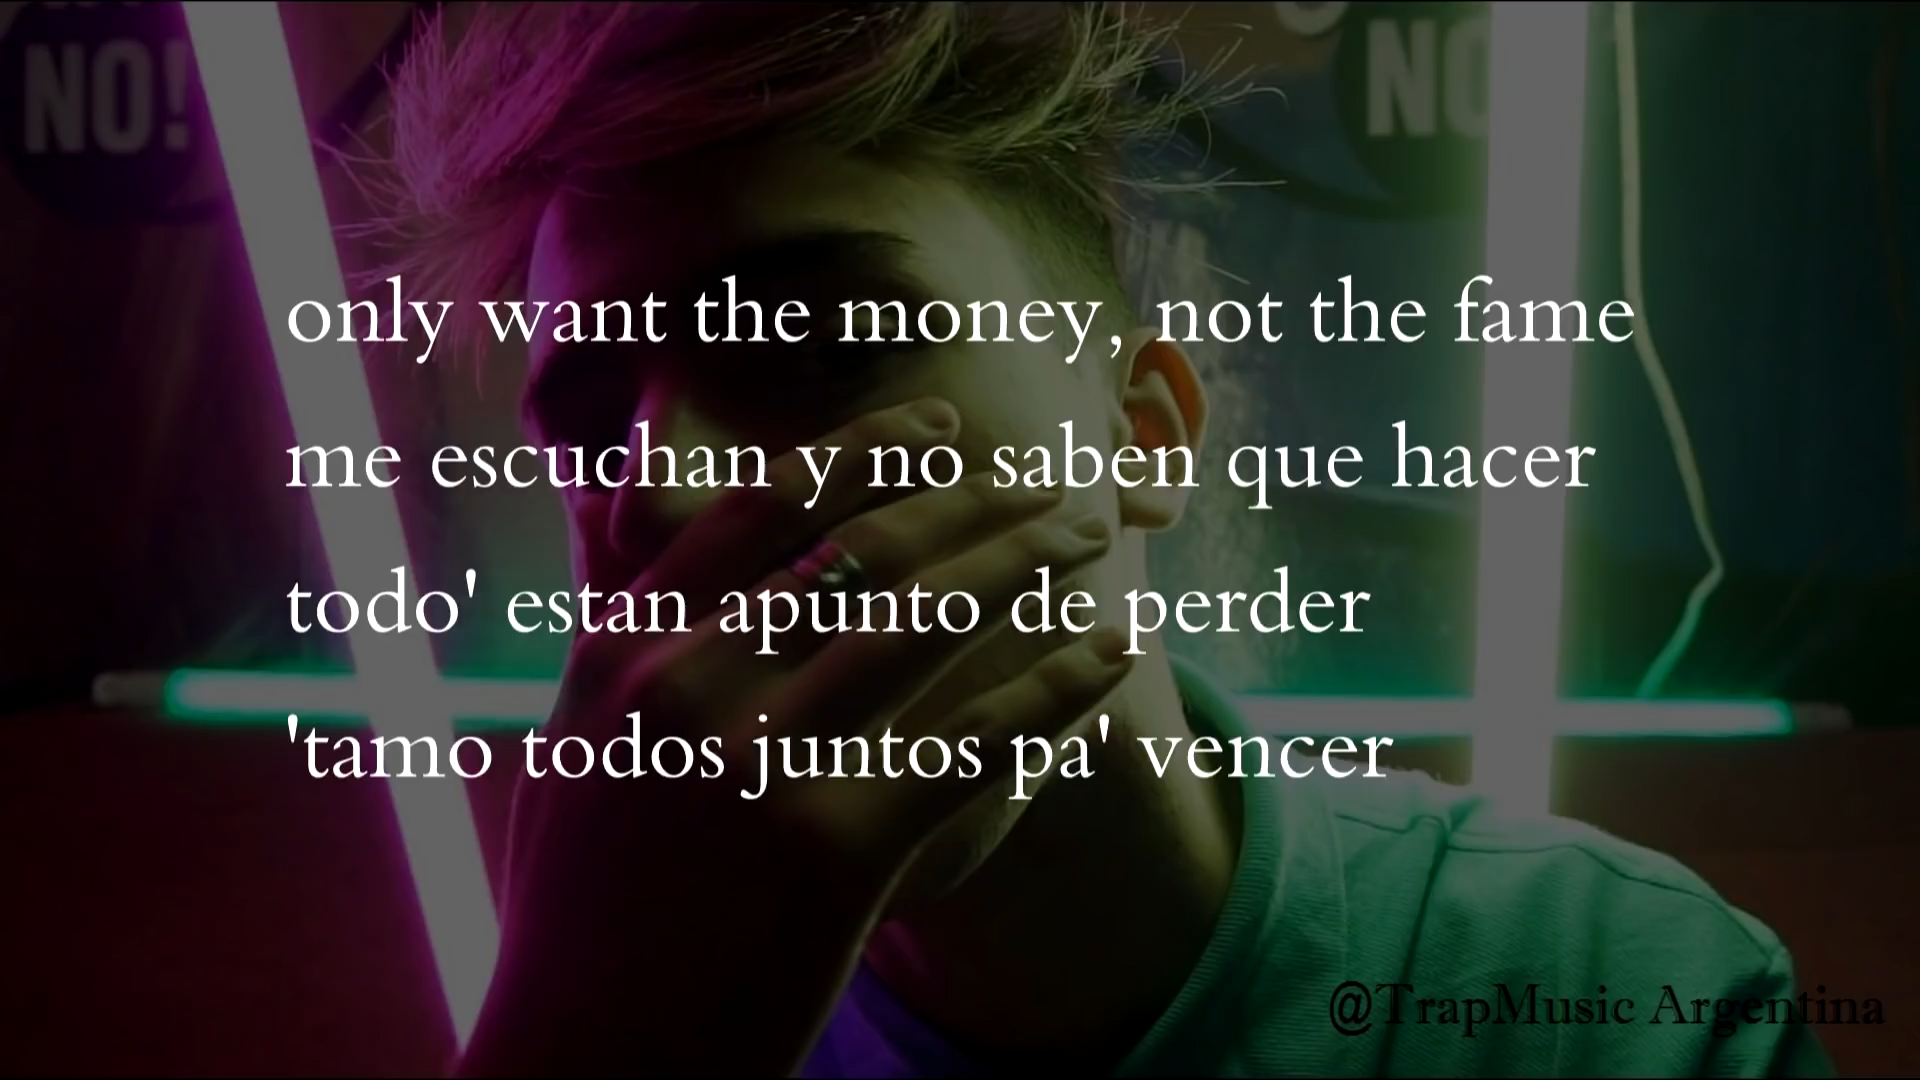 NO!
NO
only want the money, not the fame
me escuchan y no saben que hacer
todo' estan apunto de perder
'tamo todos juntos pa' vencer
@TrapMusic Argentina